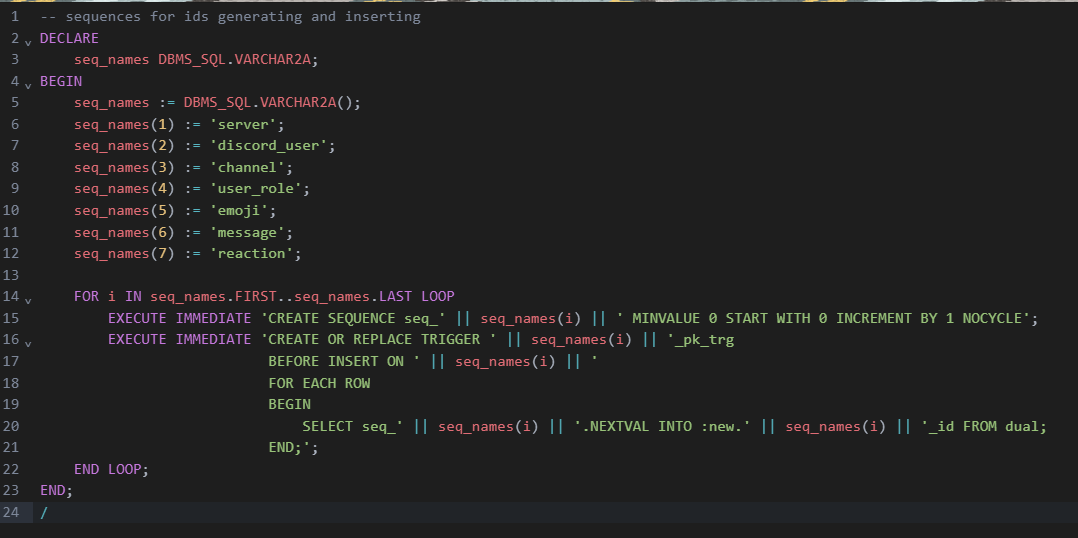 1 -- sequences for ids generating and inserting
2 DECLARE
3     seq_names DBMS_SQL.VARCHAR2A;
4 BEGIN
5     seq_names := DBMS_SQL.VARCHAR2A();
6     seq_names(1) := 'server';
7     seq_names(2) := 'discord_user';
8     seq_names(3) := 'channel';
9     seq_names(4) := 'user_role';
10     seq_names(5) := 'emoji';
11     seq_names(6) := 'message';
12     seq_names(7) := 'reaction';
13
14     FOR i IN seq_names.FIRST..seq_names.LAST LOOP
15         EXECUTE IMMEDIATE 'CREATE SEQUENCE seq_' || seq_names(i) || ' MINVALUE 0 START WITH 0 INCREMENT BY 1 NOCYCLE';
16         EXECUTE IMMEDIATE 'CREATE OR REPLACE TRIGGER ' || seq_names(i) || '_pk_trg
17                            BEFORE INSERT ON ' || seq_names(i) || '
18                            FOR EACH ROW
19                            BEGIN
20                                SELECT seq_' || seq_names(i) || '.NEXTVAL INTO :new.' || seq_names(i) || '_id FROM dual;
21                            END;';
22     END LOOP;
23 END;
24 /